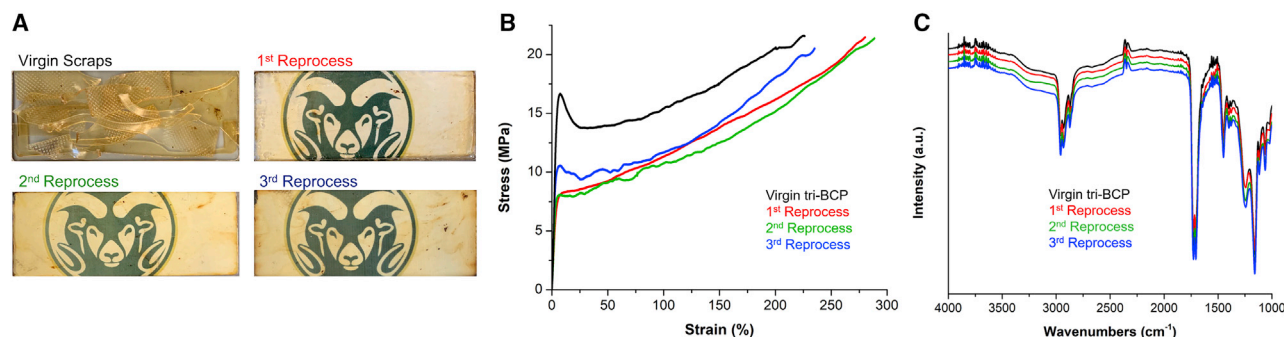 A
Virgin Scraps
1st Reprocess
2nd Reprocess
3rd Reprocess
B
Stress (MPa)
20
15
10
5
0
0 50 100 150 200 250 300
Strain (%)
Virgin tri-BCP
1st Reprocess
2nd Reprocess
3rd Reprocess
C
Intensity (a.u.)
4000 3500 3000 2500 2000 1500 1000
Wavenumbers (cm-1)
Virgin tri-BCP
1st Reprocess
2nd Reprocess
3rd Reprocess